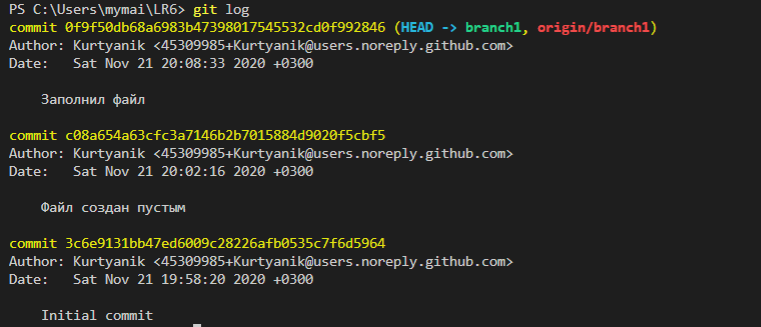 PS C:\Users\mymai\LR6> git log
commit 0f9f50db68a6983b47398017545532cd0f992846 (HEAD -> branch1, origin/branch1)
Author: Kurtyanik <45309985+Kurtyanik@users.noreply.github.com>
Date:   Sat Nov 21 20:08:33 2020 +0300
Заполнил файл
commit c08a654a63cfc3a7146b2b7015884d9020f5cbf5
Author: Kurtyanik <45309985+Kurtyanik@users.noreply.github.com>
Date:   Sat Nov 21 20:02:16 2020 +0300
Файл создан пустым
commit 3c6e9131bb47ed6009c28226afb0535c7f6d5964
Author: Kurtyanik <45309985+Kurtyanik@users.noreply.github.com>
Date:   Sat Nov 21 19:58:20 2020 +0300
Initial commit